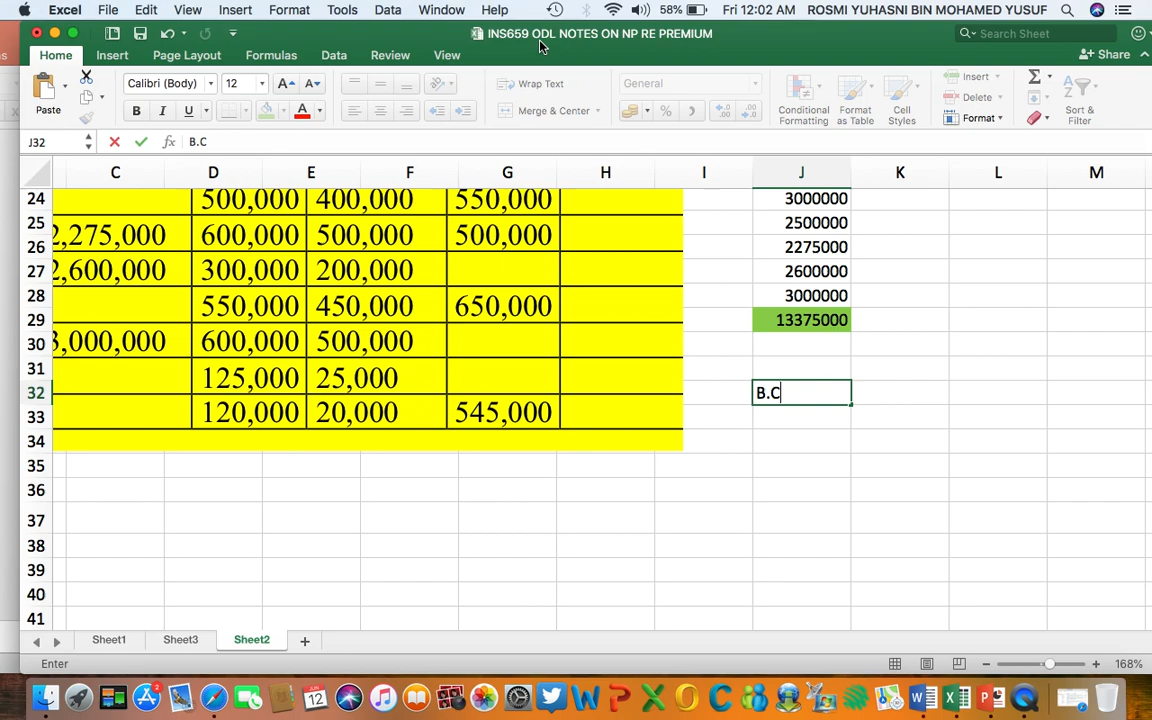 Excel File Edit View Insert Format Tools Data Window Help 58% Fri 12:02 AM ROSMI YUHASNI BIN MOHAMED YUSUF
INS659 ODL NOTES ON NP RE PREMIUM Search Sheet
Home Insert Page Layout Formulas Data Review View Share
Paste Calibri (Body) 12 A A Wrap Text General Insert
B I U A Merge & Center % Conditional Formatting Format as Table Cell Styles Delete Format Sort & Filter
J32 fx B.C
C D E F G H I J K L M
24 500,000 400,000 550,000 3000000
25 2,275,000 600,000 500,000 500,000 2500000
26 2275000
27 2,600,000 300,000 200,000 2600000
28 550,000 450,000 650,000 3000000
29 13375000
30 3,000,000 600,000 500,000
31 125,000 25,000
32 B.C
33 120,000 20,000 545,000
34
35
36
37
38
39
40
41
Sheet1 Sheet3 Sheet2 +
Enter 168%
JUN 12